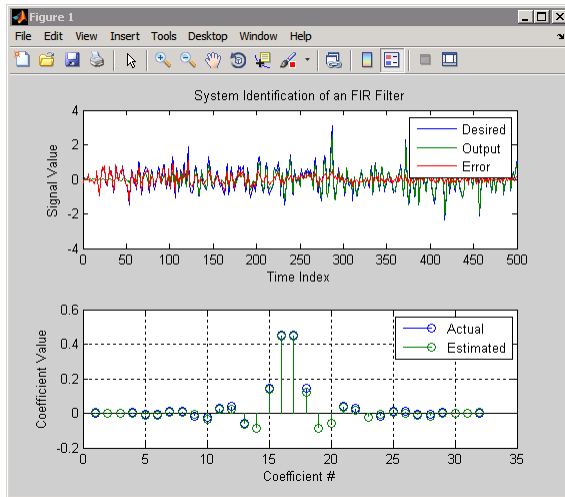 Figure 1
File Edit View Insert Tools Desktop Window Help
System Identification of an FIR Filter
Signal Value
4
2
0
-2
-4
Desired
Output
Error
0 50 100 150 200 250 300 350 400 450 500
Time Index
Coefficient Value
0.6
0.4
0.2
0
-0.2
Actual
Estimated
0 5 10 15 20 25 30 35
Coefficient #